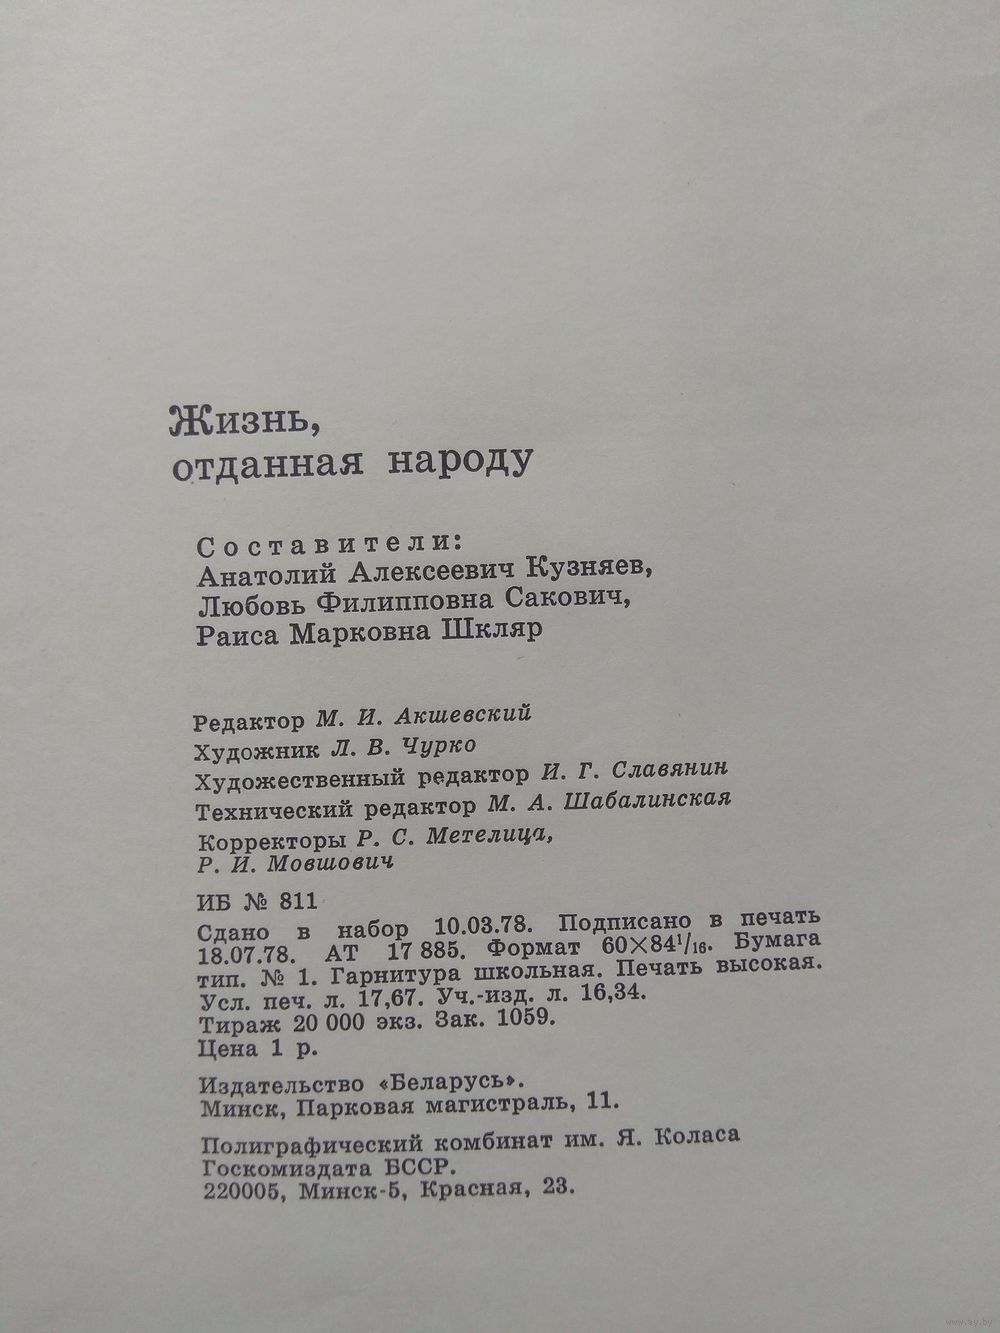 Жизнь,
отданная народу
Составители:
Анатолий Алексеевич Кузняев,
Любовь Филипповна Сакович,
Раиса Марковна Шкляр
Редактор М. И. Акшевский
Художник Л. В. Чурко
Художественный редактор И. Г. Славянин
Технический редактор М. А. Шабалинская
Корректоры Р. С. Метелица,
Р. И. Мовшович
ИБ № 811
Сдано в набор 10.03.78. Подписано в печать
18.07.78. АТ 17 885. Формат 60×84¹/₁₆. Бумага
тип. № 1. Гарнитура школьная. Печать высокая.
Усл. печ. л. 17,67. Уч.-изд. л. 16,34.
Тираж 20 000 экз. Зак. 1059.
Цена 1 р.
Издательство «Беларусь».
Минск, Парковая магистраль, 11.
Полиграфический комбинат им. Я. Коласа
Госкомиздата БССР.
220005, Минск-5, Красная, 23.
www.ay.by